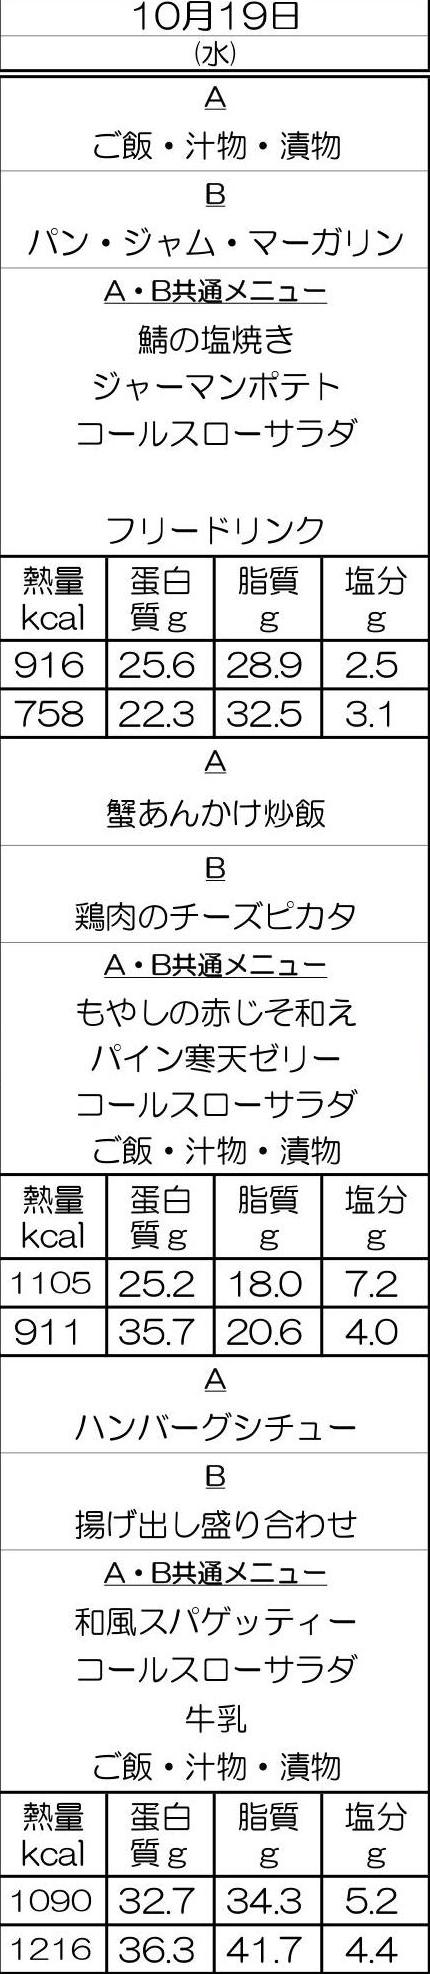 10月19日
(水)
A
ご飯・汁物・漬物
B
パン・ジャム・マーガリン
A・B共通メニュー
鯖の塩焼き
ジャーマンポテト
コールスローサラダ
フリードリンク
熱量 蛋白 脂質 塩分
kcal 質g g g
916 25.6 28.9 2.5
758 22.3 32.5 3.1
A
蟹あんかけ炒飯
B
鶏肉のチーズピカタ
A・B共通メニュー
もやしの赤じそ和え
パイン寒天ゼリー
コールスローサラダ
ご飯・汁物・漬物
熱量 蛋白 脂質 塩分
kcal 質g g g
1105 25.2 18.0 7.2
911 35.7 20.6 4.0
A
ハンバーグシチュー
B
揚げ出し盛り合わせ
A・B共通メニュー
和風スパゲッティー
コールスローサラダ
牛乳
ご飯・汁物・漬物
熱量 蛋白 脂質 塩分
kcal 質g g g
1090 32.7 34.3 5.2
1216 36.3 41.7 4.4